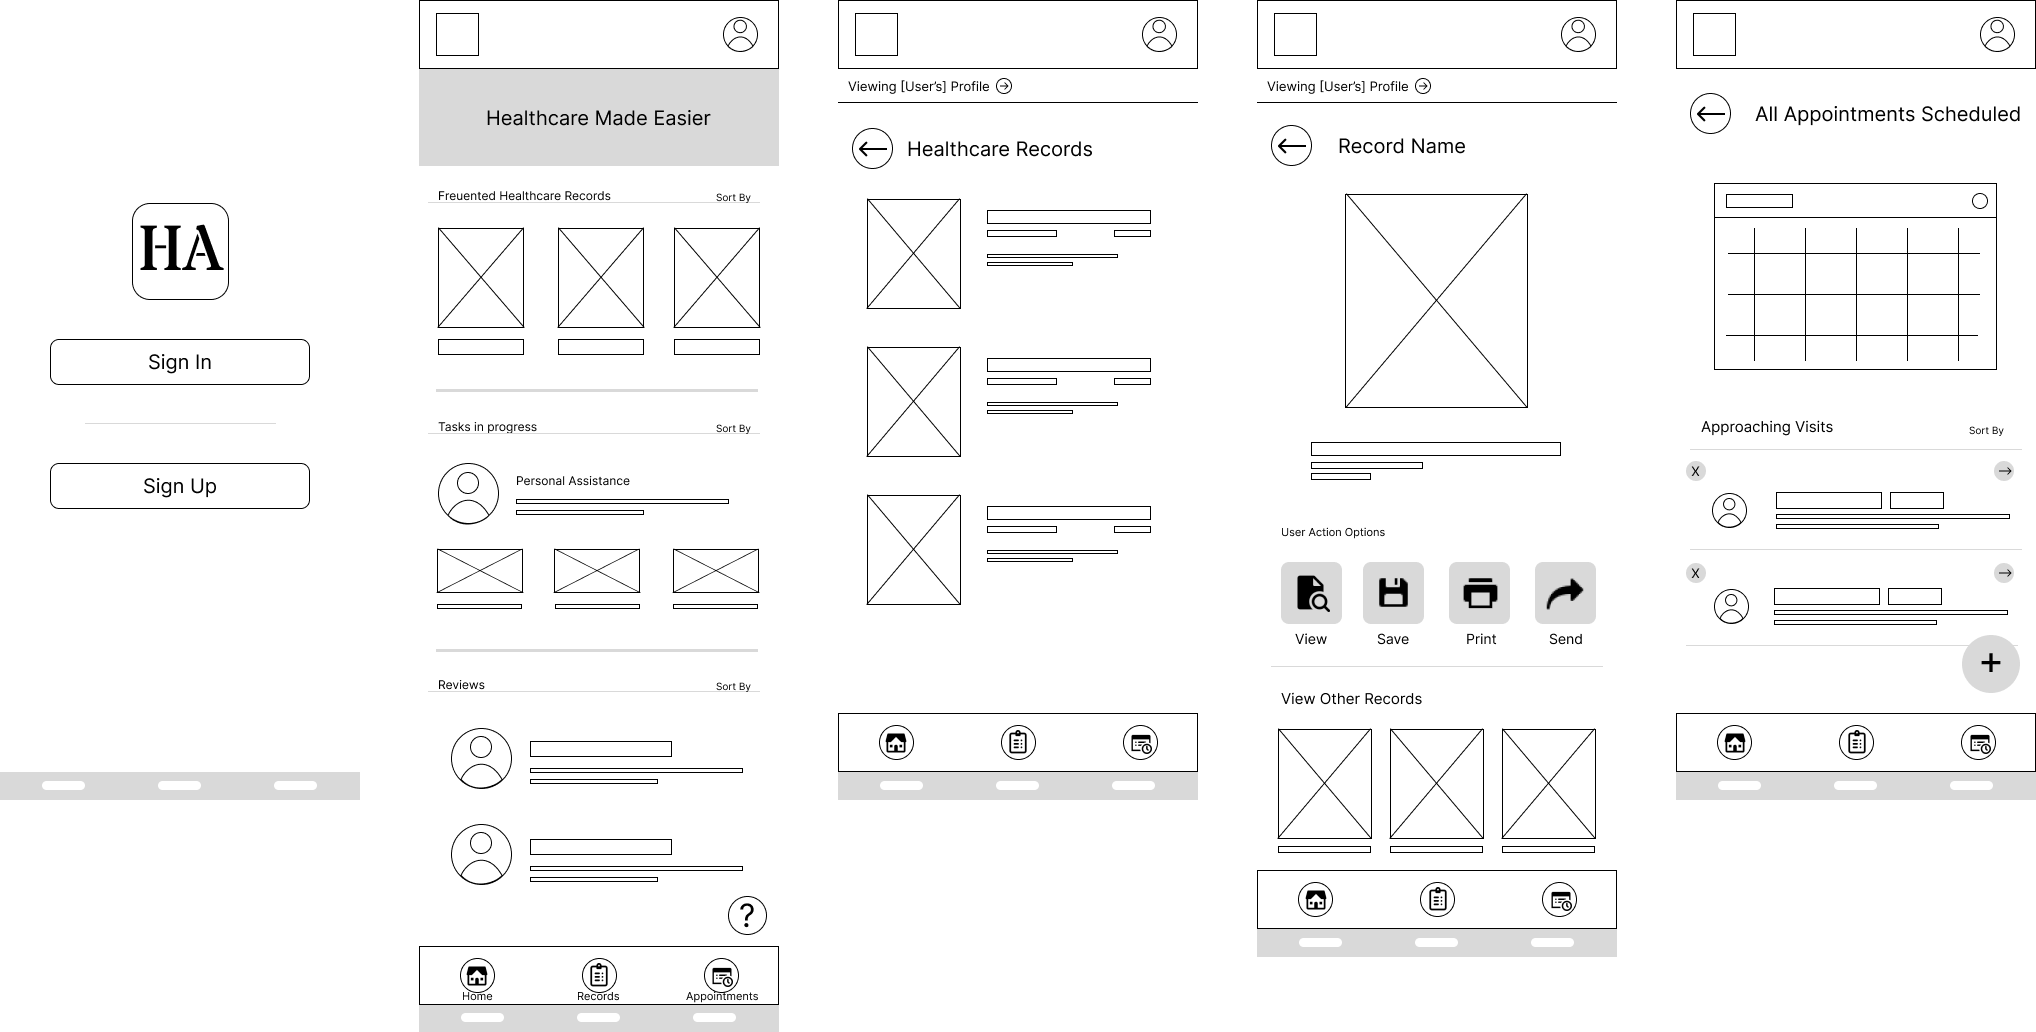 HA
Sign In
Sign Up
Healthcare Made Easier
Freuented Healthcare Records
Sort By
Tasks in progress
Sort By
Personal Assistance
Reviews
Sort By
?
Home
Records
Appointments
Viewing [User's] Profile
Healthcare Records
Viewing [User's] Profile
Record Name
User Action Options
View
Save
Print
Send
View Other Records
All Appointments Scheduled
Approaching Visits
Sort By
X
X
+